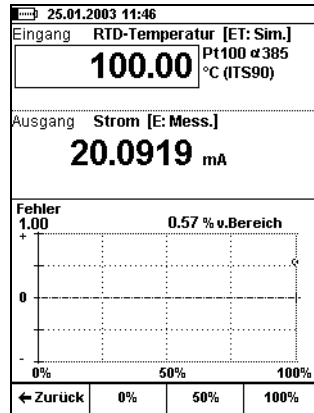 25.01.2003 11:46
Eingang RTD-Temperatur [ET: Sim.]
100.00 Pt100 α385
°C (ITS90)
Ausgang Strom [E: Mess.]
20.0919 mA
Fehler
1.00 0.57 % v.Bereich
+
0
-
0% 50% 100%
←Zurück 0% 50% 100%